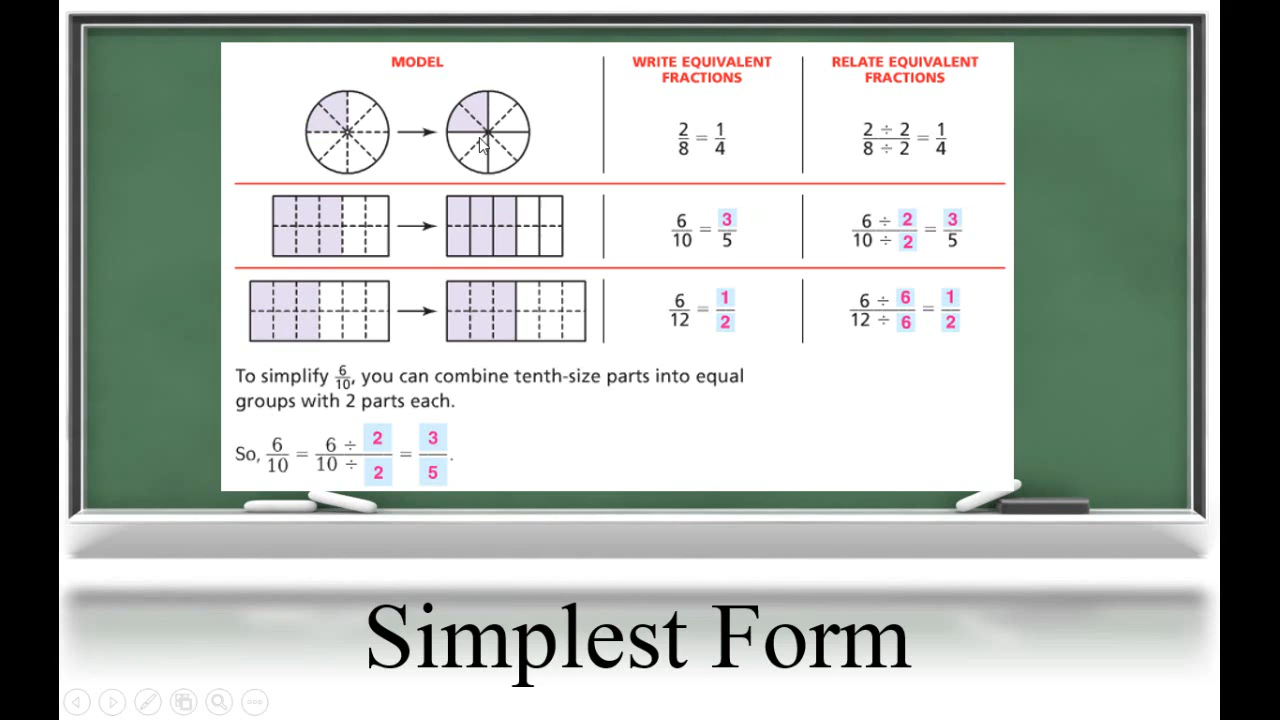 MODEL
WRITE EQUIVALENT FRACTIONS
RELATE EQUIVALENT FRACTIONS
2/8 = 1/4
2 ÷ 2 / 8 ÷ 2 = 1/4
6/10 = 3/5
6 ÷ 2 / 10 ÷ 2 = 3/5
6/12 = 1/2
6 ÷ 6 / 12 ÷ 6 = 1/2
To simplify 6/10, you can combine tenth-size parts into equal
groups with 2 parts each.
So, 6/10 = 6 ÷ 2 / 10 ÷ 2 = 3/5.
Simplest Form